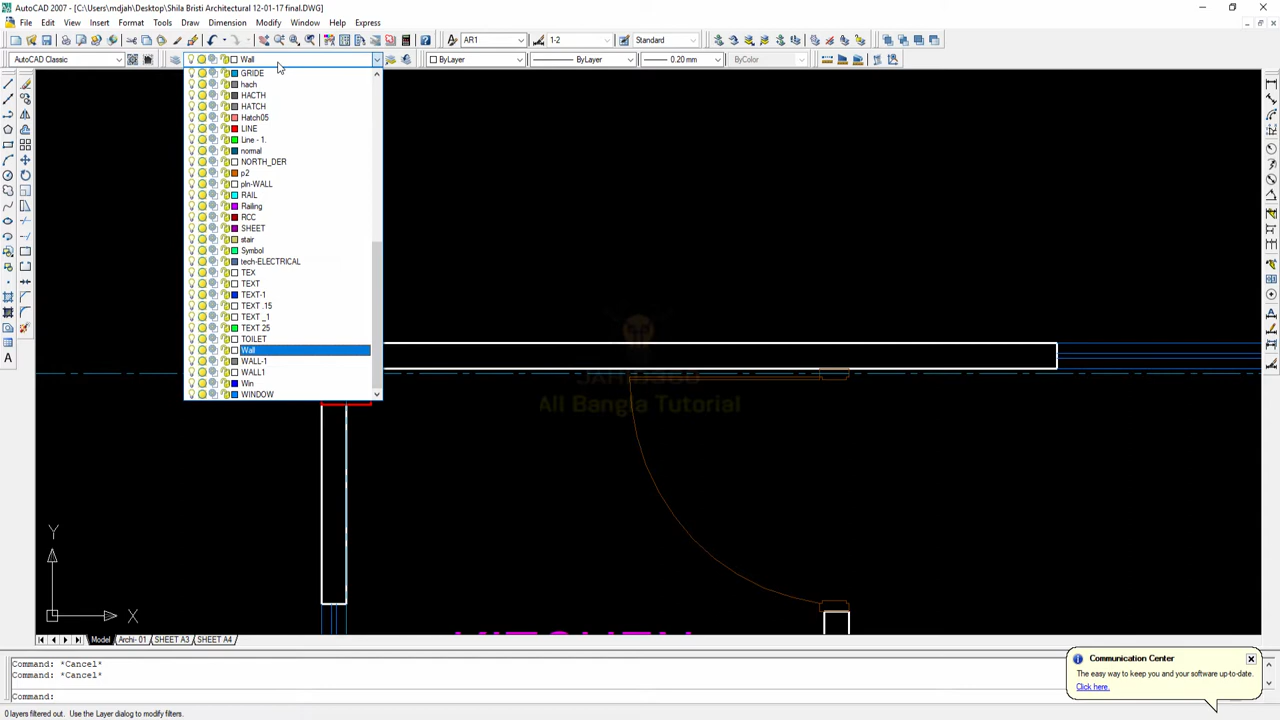 AutoCAD 2007 - [C:\Users\mdjah\Desktop\Shila Bristi Architectural 12-01-17 final.DWG]
File Edit View Insert Format Tools Draw Dimension Modify Window Help Express
AR1 1-2 Standard
AutoCAD Classic Wall ByLayer ByLayer 0.20 mm ByColor
GRIDE
hach
HACTH
HATCH
Hatch05
LINE
Line - 1.
normal
NORTH_DER
p2
pln-WALL
RAIL
Railing
RCC
SHEET
stair
Symbol
tech-ELECTRICAL
TEX
TEXT
TEXT-1
TEXT .15
TEXT _1
TEXT 25
TOILET
Wall
WALL-1
WALL1
Win
WINDOW
All Bangla Tutorial
Y
X
Model Archi- 01 SHEET A3 SHEET A4
Command: *Cancel*
Command: *Cancel*
Command:
Communication Center
The easy way to keep you and your software up-to-date.
Click here.
0 layers filtered out. Use the Layer dialog to modify filters.